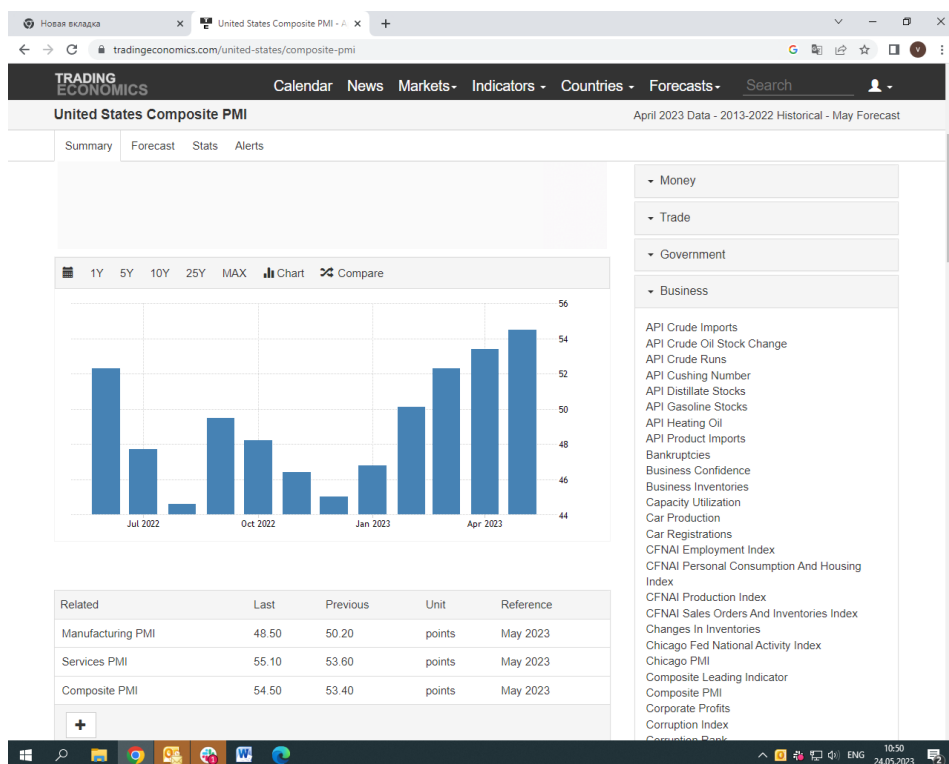 Новая вкладка
United States Composite PMI - A
tradingeconomics.com/united-states/composite-pmi
TRADING
ECONOMICS
Calendar News Markets Indicators Countries Forecasts Search
United States Composite PMI
April 2023 Data - 2013-2022 Historical - May Forecast
Summary Forecast Stats Alerts
1Y 5Y 10Y 25Y MAX Chart Compare
56
54
52
50
48
46
44
Jul 2022 Oct 2022 Jan 2023 Apr 2023
Related Last Previous Unit Reference
Manufacturing PMI 48.50 50.20 points May 2023
Services PMI 55.10 53.60 points May 2023
Composite PMI 54.50 53.40 points May 2023
+
Money
Trade
Government
Business
API Crude Imports
API Crude Oil Stock Change
API Crude Runs
API Cushing Number
API Distillate Stocks
API Gasoline Stocks
API Heating Oil
API Product Imports
Bankruptcies
Business Confidence
Business Inventories
Capacity Utilization
Car Production
Car Registrations
CFNAI Employment Index
CFNAI Personal Consumption And Housing
Index
CFNAI Production Index
CFNAI Sales Orders And Inventories Index
Changes In Inventories
Chicago Fed National Activity Index
Chicago PMI
Composite Leading Indicator
Composite PMI
Corporate Profits
Corruption Index
Corruption Rank
ENG
10:50
24.05.2023